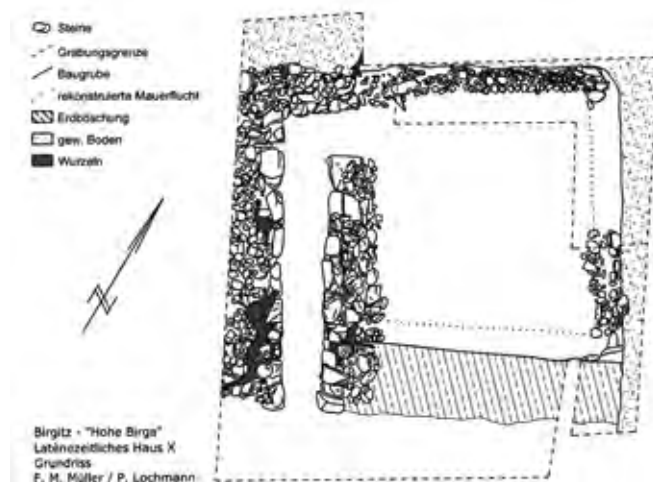 Steine
Grabungsgrenze
Baugrube
rekonstruierte Mauerflucht
Erdböschung
gew. Boden
Wurzeln
N
Birgitz - "Hohe Birga"
Latènezeitliches Haus X
Grundriss
F. M. Müller / P. Lochmann